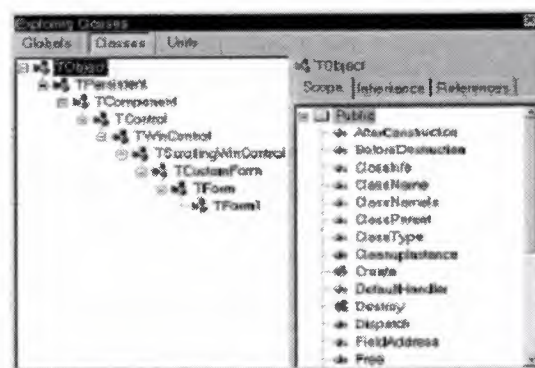 Exploring Classes
Globals Classes Units
TObject
TPersistent
TComponent
TControl
TWinControl
TScrollingWinControl
TCustomForm
TForm
TForm1
TObject
Scope Inheritance References
Public
AfterConstruction
BeforeDestruction
ClassInfo
ClassName
ClassNameIs
ClassParent
ClassType
CleanupInstance
Create
DefaultHandler
Destroy
Dispatch
FieldAddress
Free